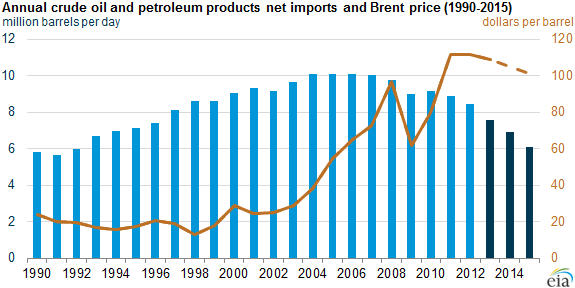 Annual crude oil and petroleum products net imports and Brent price (1990-2015)
million barrels per day dollars per barrel
12 120
10 100
8 80
6 60
4 40
2 20
0 0
1990 1992 1994 1996 1998 2000 2002 2004 2006 2008 2010 2012 2014
eia